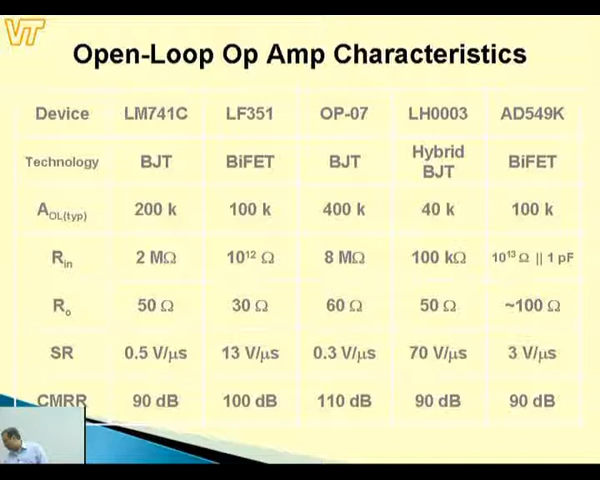 VT
Open-Loop Op Amp Characteristics
Device LM741C LF351 OP-07 LH0003 AD549K
Technology BJT BiFET BJT Hybrid BJT BiFET
AOL(typ) 200 k 100 k 400 k 40 k 100 k
Rin 2 MΩ 10¹² Ω 8 MΩ 100 kΩ 10¹³ Ω || 1 pF
Ro 50 Ω 30 Ω 60 Ω 50 Ω ~100 Ω
SR 0.5 V/μs 13 V/μs 0.3 V/μs 70 V/μs 3 V/μs
CMRR 90 dB 100 dB 110 dB 90 dB 90 dB